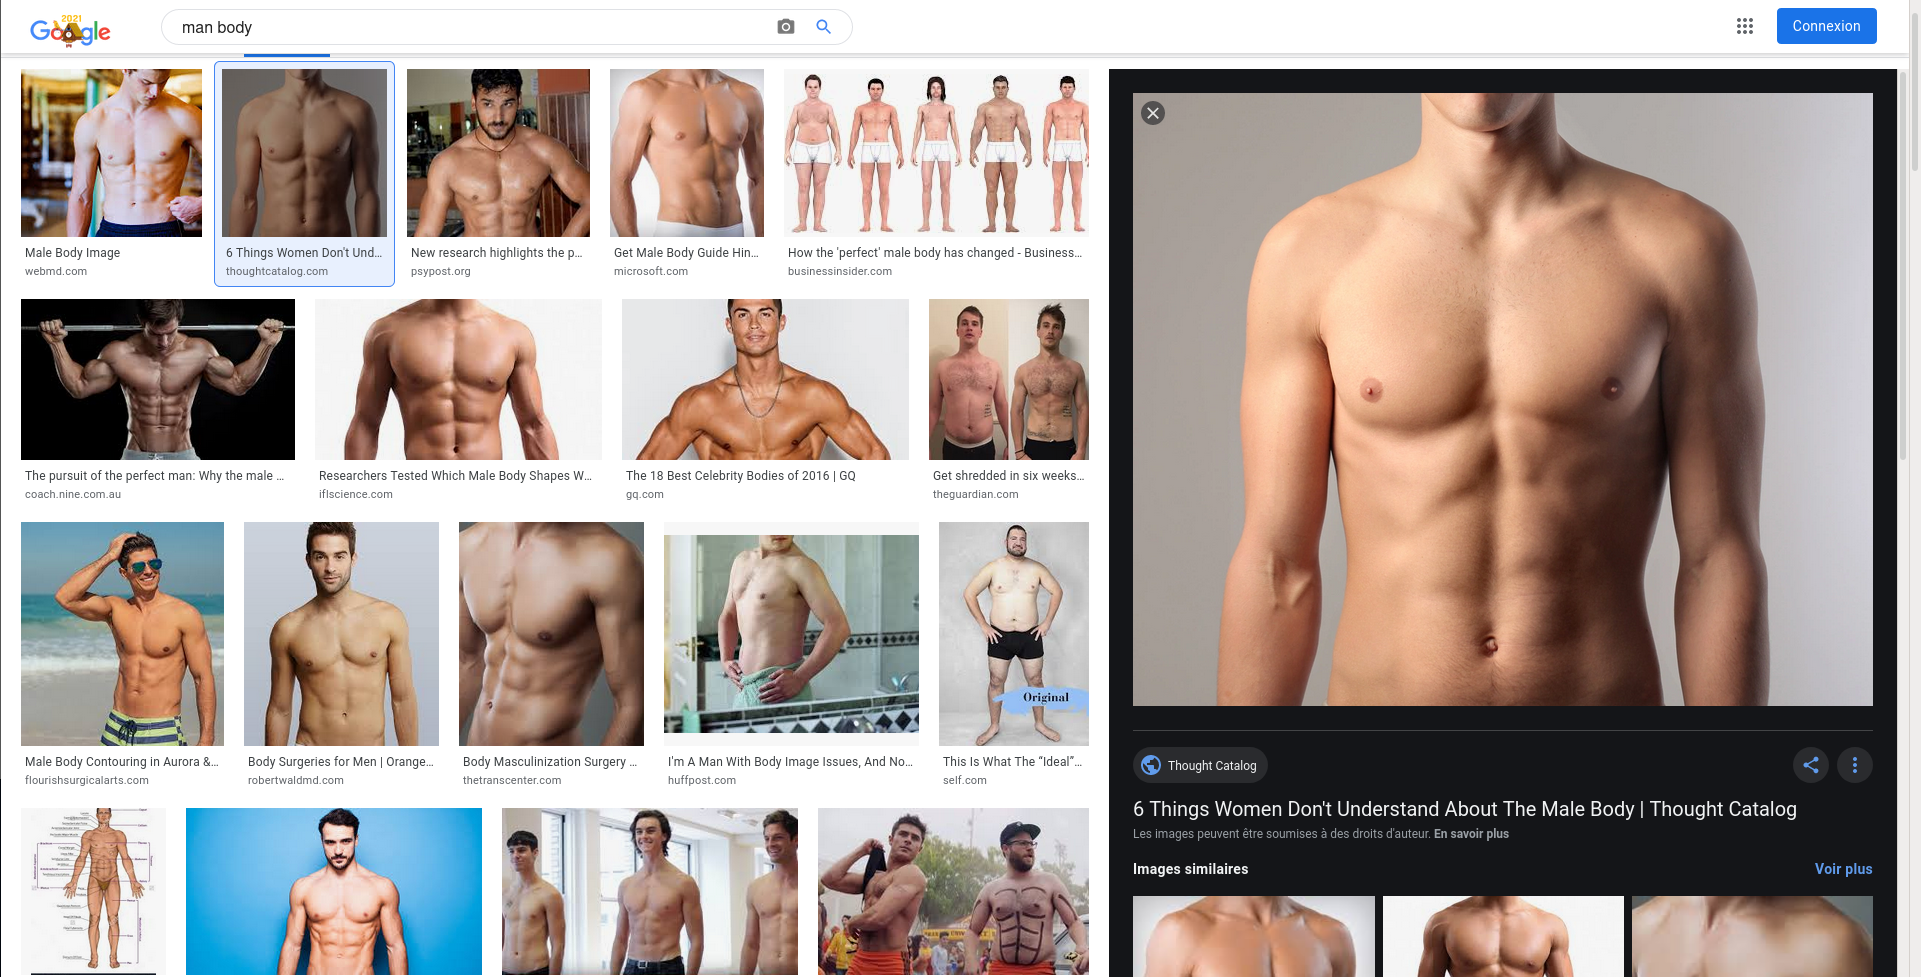 2021
Google
man body
Connexion
Male Body Image
webmd.com
6 Things Women Don't Und...
thoughtcatalog.com
New research highlights the p...
psypost.org
Get Male Body Guide Hin...
microsoft.com
How the 'perfect' male body has changed - Business...
businessinsider.com
The pursuit of the perfect man: Why the male ...
coach.nine.com.au
Researchers Tested Which Male Body Shapes W...
iflscience.com
The 18 Best Celebrity Bodies of 2016 | GQ
gq.com
Get shredded in six weeks...
theguardian.com
Original
Male Body Contouring in Aurora &...
flourishsurgicalarts.com
Body Surgeries for Men | Orange...
robertwaldmd.com
Body Masculinization Surgery ...
thetranscenter.com
I'm A Man With Body Image Issues, And No...
huffpost.com
This Is What The “Ideal”...
self.com
Thought Catalog
6 Things Women Don't Understand About The Male Body | Thought Catalog
Les images peuvent être soumises à des droits d'auteur. En savoir plus
Images similaires
Voir plus